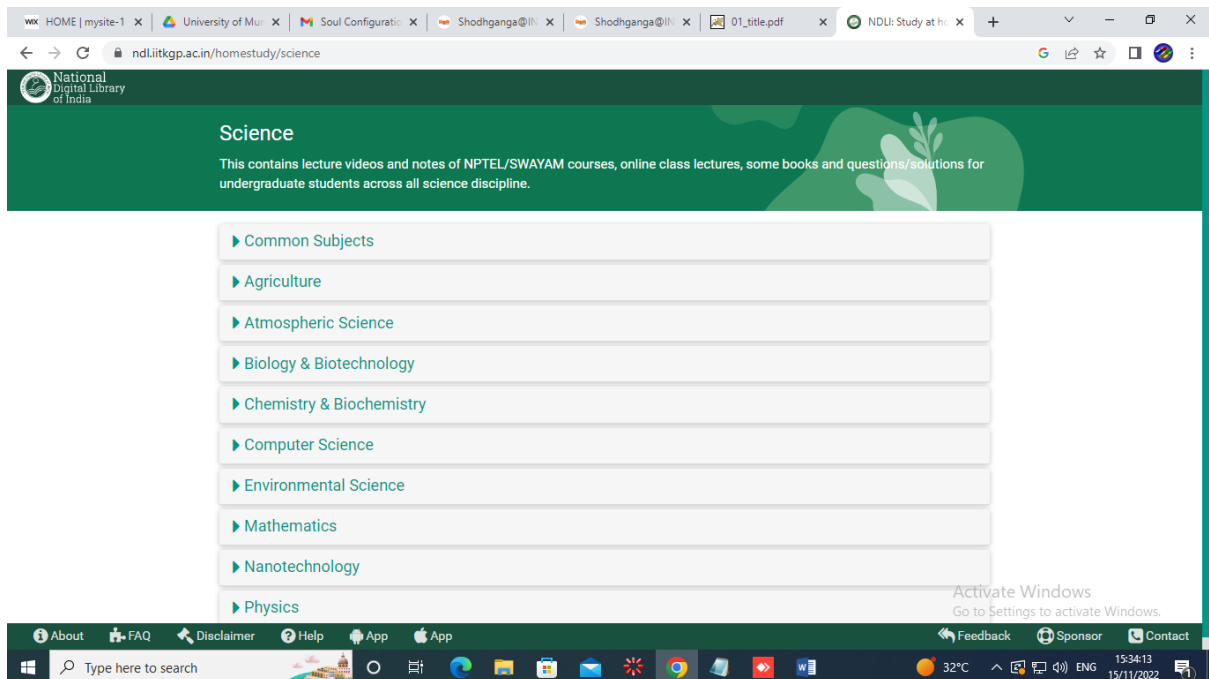 WIX HOME | mysite-1
University of Mun
Soul Configuratio
Shodhganga@IN
Shodhganga@IN
01_title.pdf
NDLI: Study at ho
ndl.iitkgp.ac.in/homestudy/science
National
Digital Library
of India
Science
This contains lecture videos and notes of NPTEL/SWAYAM courses, online class lectures, some books and questions/solutions for
undergraduate students across all science discipline.
Common Subjects
Agriculture
Atmospheric Science
Biology & Biotechnology
Chemistry & Biochemistry
Computer Science
Environmental Science
Mathematics
Nanotechnology
Physics
Activate Windows
Go to Settings to activate Windows.
About FAQ Disclaimer Help App App Feedback Sponsor Contact
Type here to search
32°C ENG
15:34:13
15/11/2022